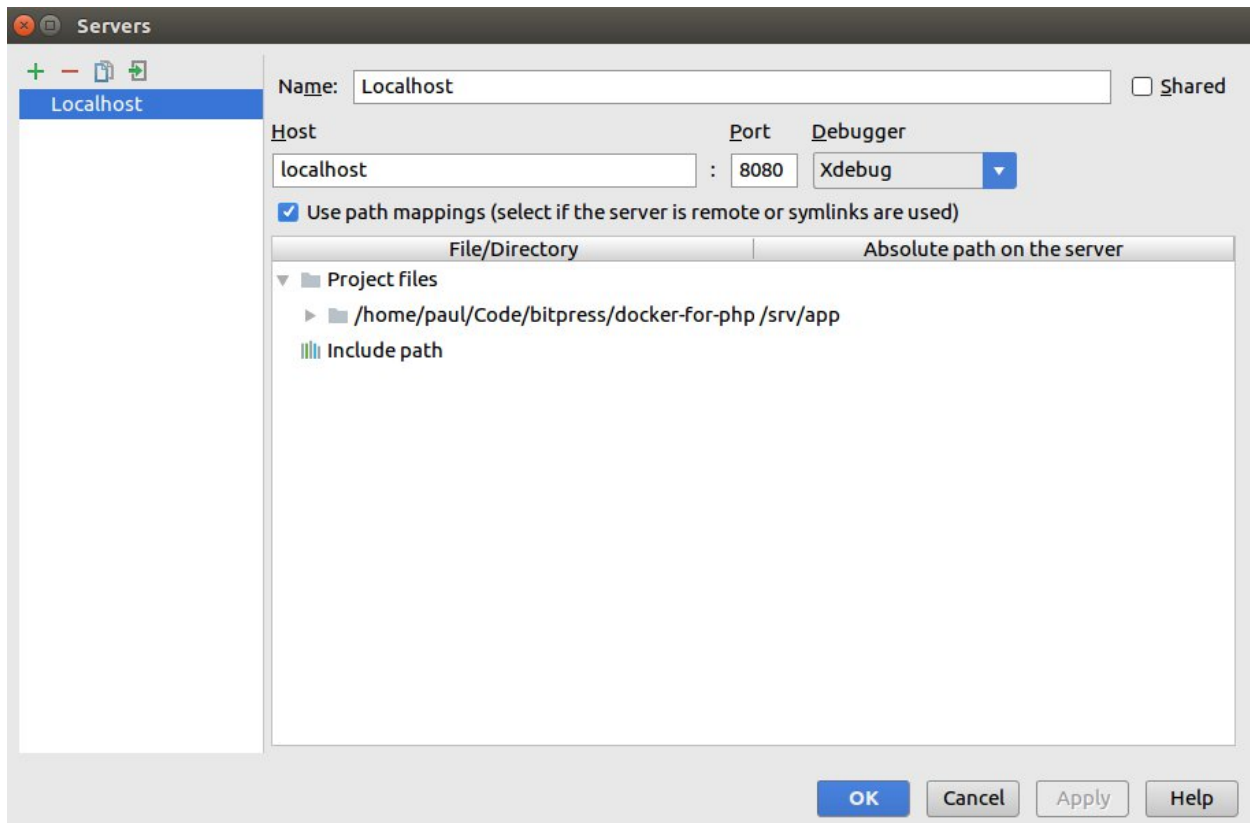 Servers
Localhost
Name: Localhost Shared
Host Port Debugger
localhost : 8080 Xdebug
Use path mappings (select if the server is remote or symlinks are used)
File/Directory Absolute path on the server
Project files
/home/paul/Code/bitpress/docker-for-php /srv/app
Include path
OK Cancel Apply Help